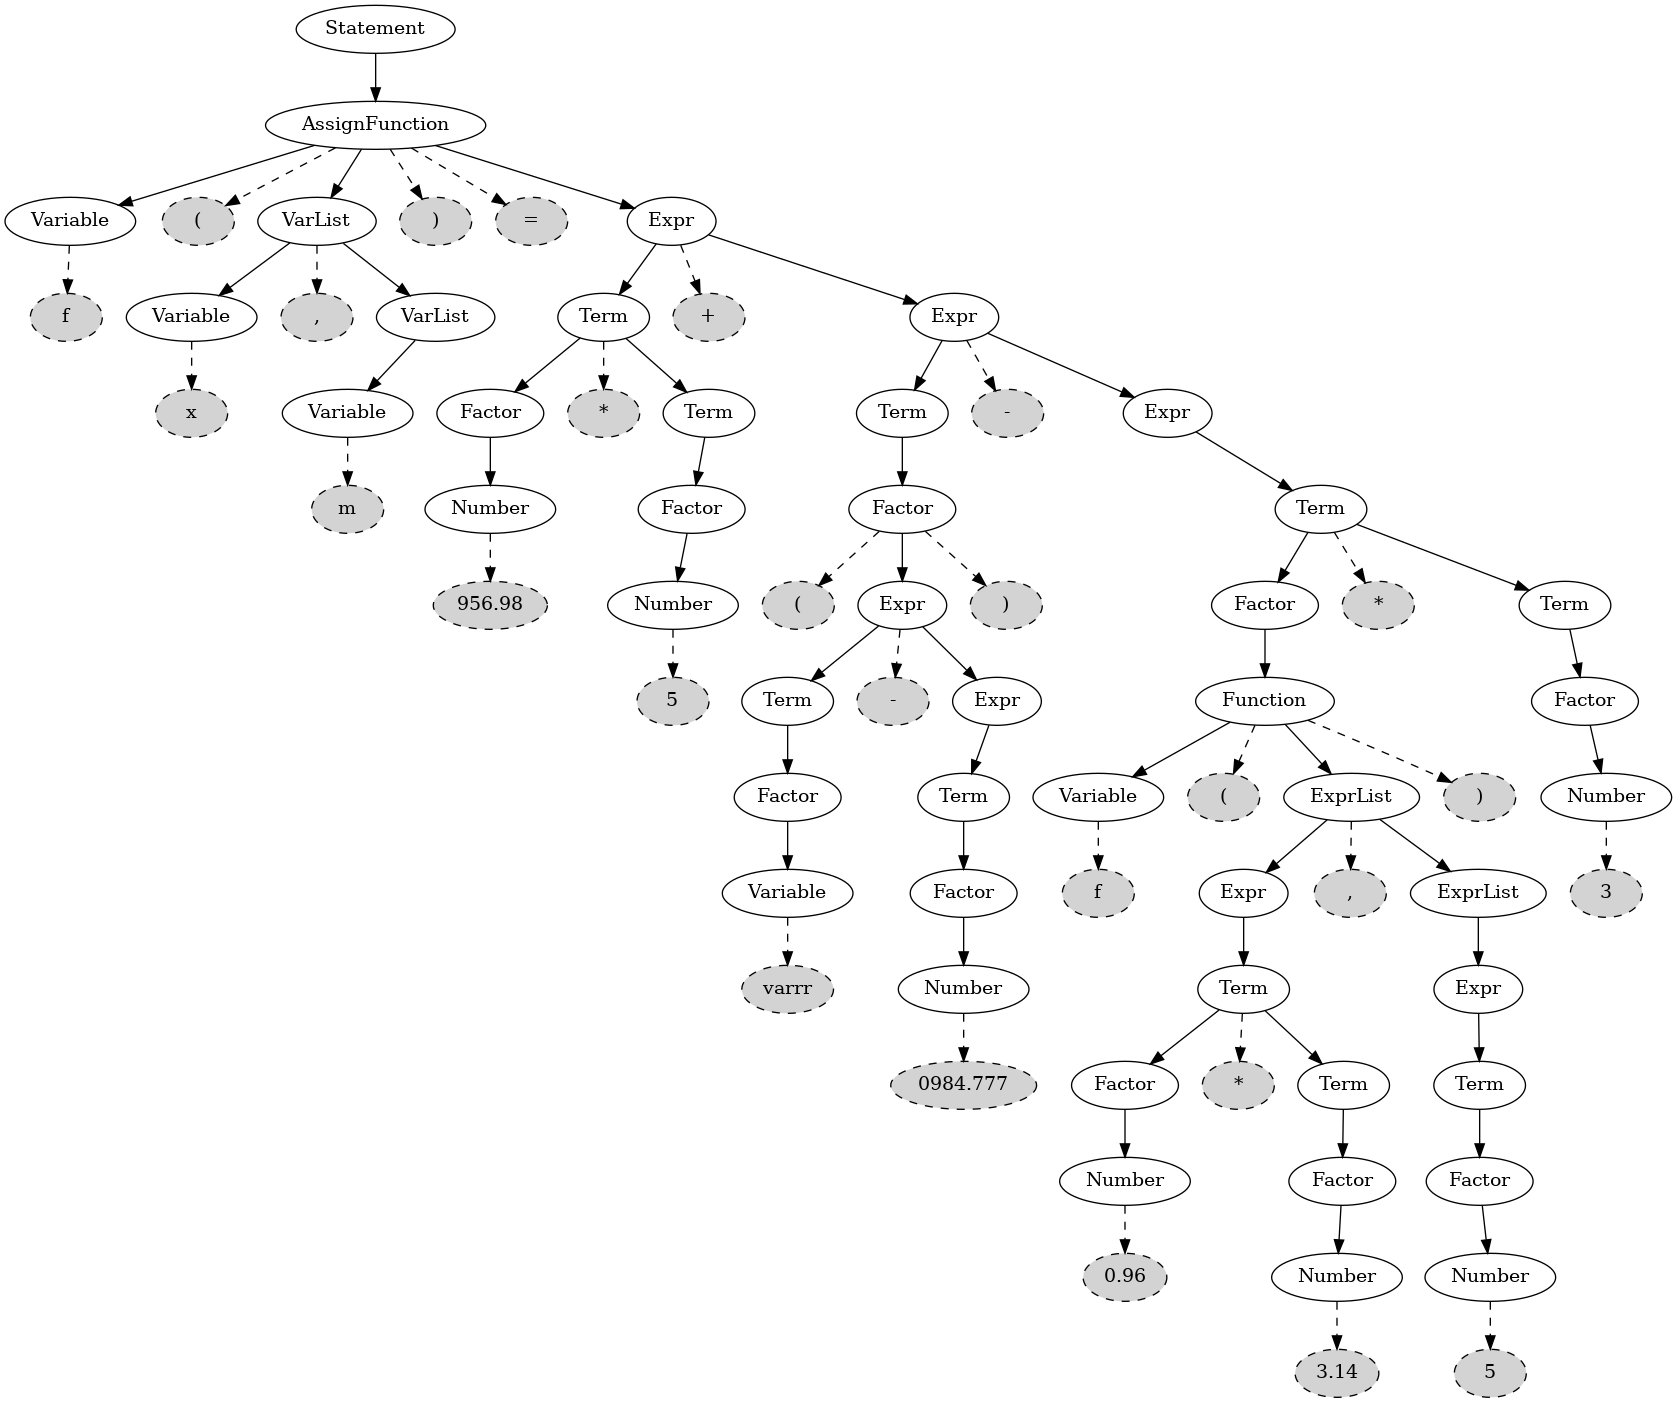 Statement
AssignFunction
Variable ( VarList ) = Expr
f Variable , VarList Term + Expr
x Variable Factor * Term Term - Expr
m Number Factor Factor Term
956.98 Number ( Expr ) Factor * Term
5 Term - Expr Function Factor
Factor Term Variable ( ExprList ) Number
Variable Factor f Expr , ExprList 3
varrr Number Term Expr
0984.777 Factor * Term Term
Number Factor Factor
0.96 Number Number
3.14 5